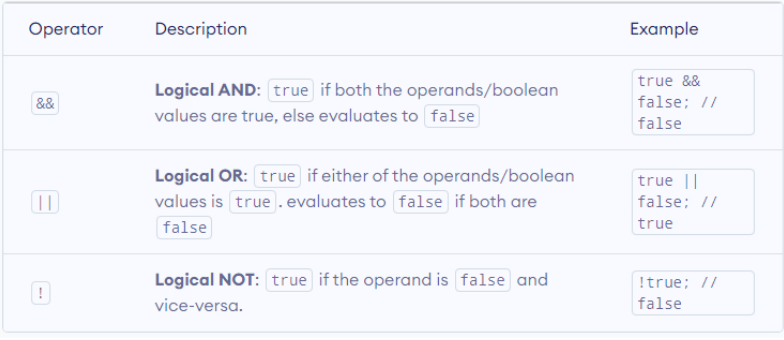 Operator Description Example
&& Logical AND: true if both the operands/boolean values are true, else evaluates to false true && false; // false
|| Logical OR: true if either of the operands/boolean values is true. evaluates to false if both are false true || false; // true
! Logical NOT: true if the operand is false and vice-versa. !true; // false